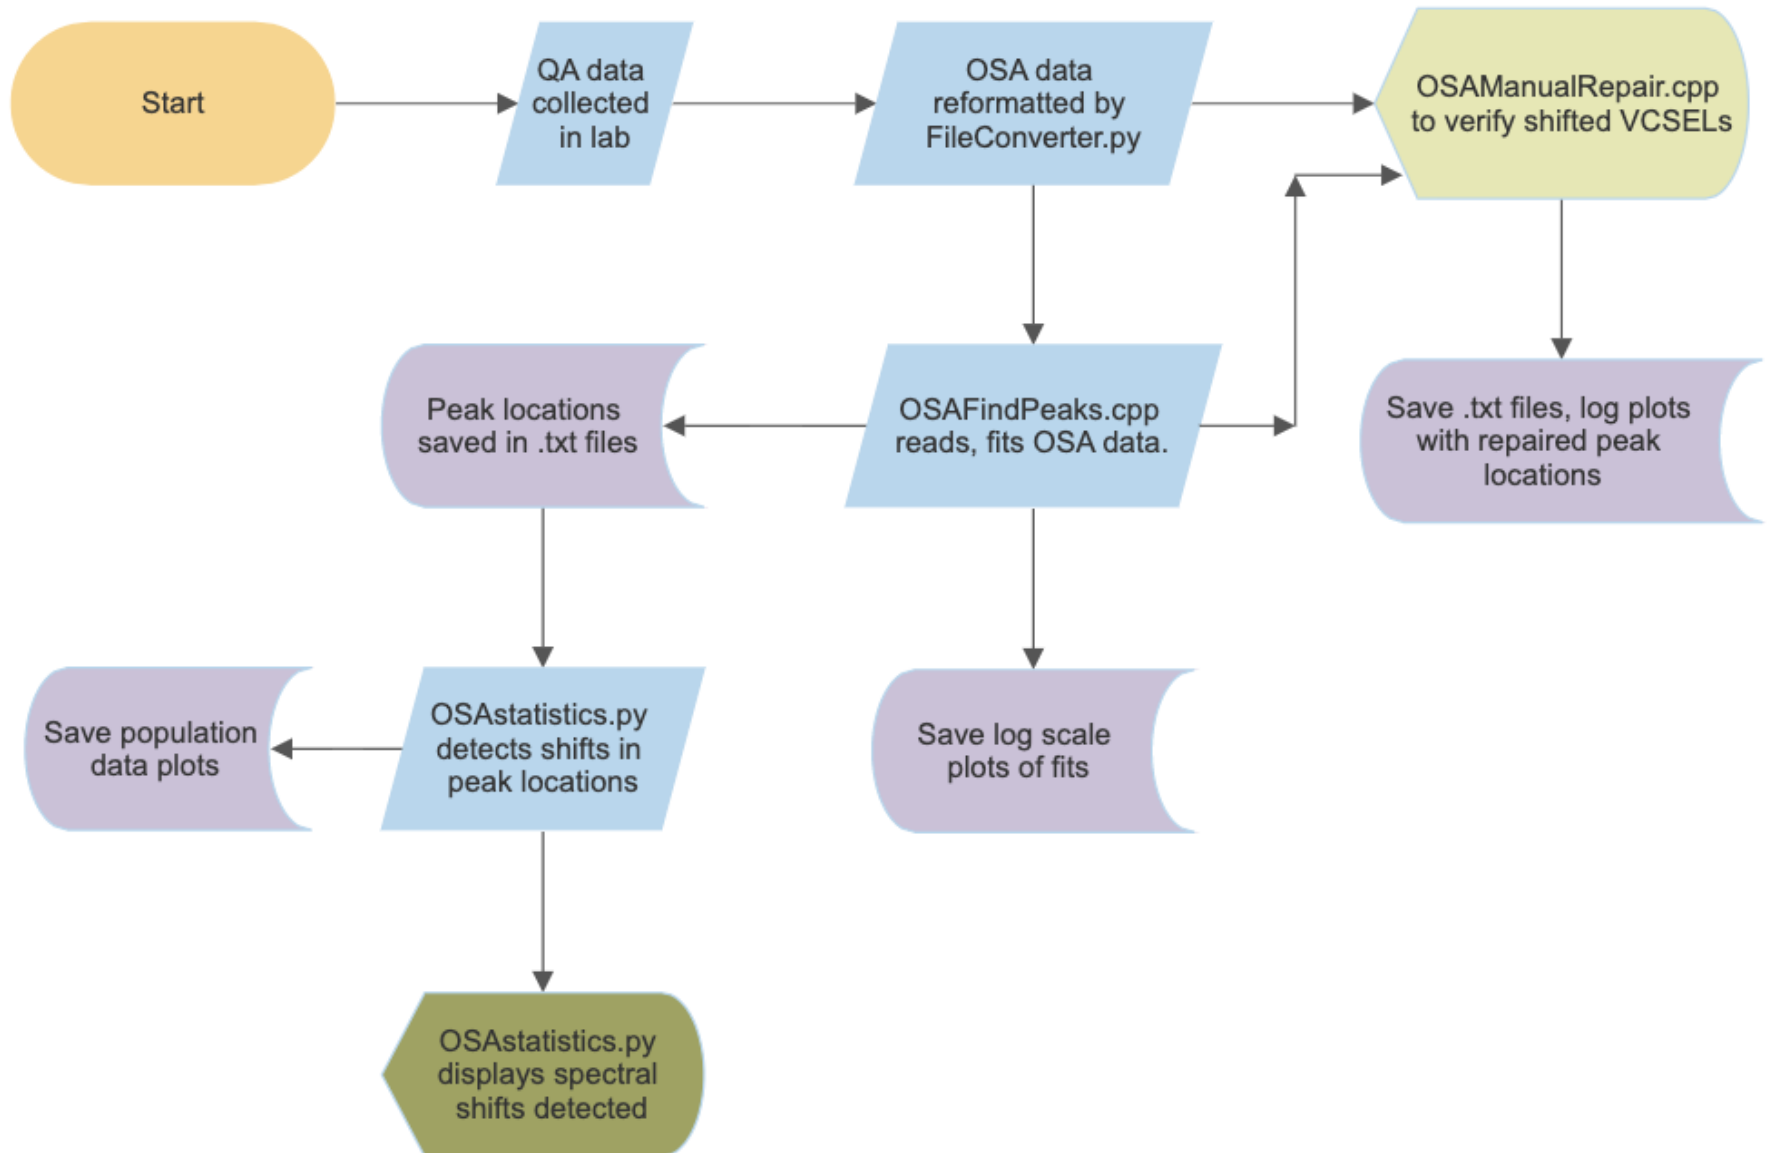 Start
QA data
collected
in lab
OSA data
reformatted by
FileConverter.py
OSAManualRepair.cpp
to verify shifted VCSELs
Peak locations
saved in .txt files
OSAFindPeaks.cpp
reads, fits OSA data.
Save .txt files, log plots
with repaired peak
locations
Save population
data plots
OSAstatistics.py
detects shifts in
peak locations
Save log scale
plots of fits
OSAstatistics.py
displays spectral
shifts detected